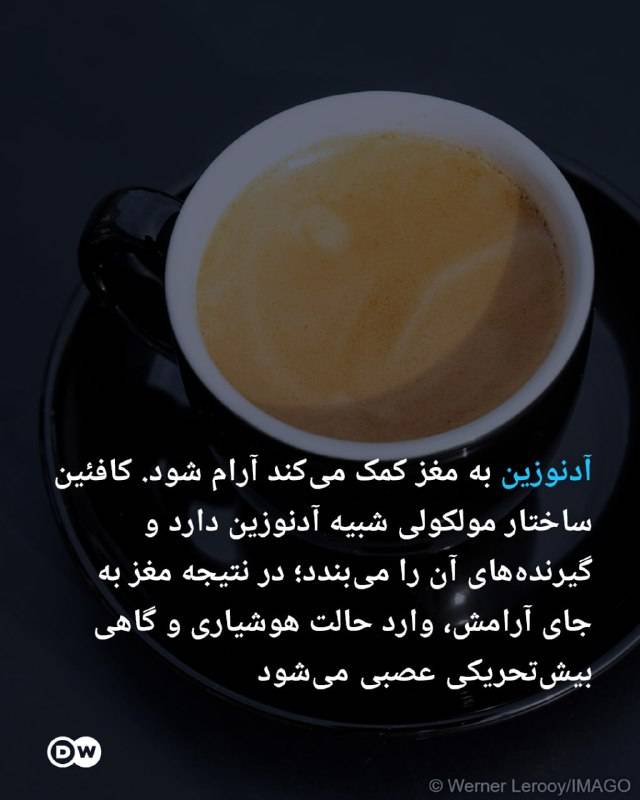 آدنوزین به مغز کمک می‌کند آرام شود. کافئین
ساختار مولکولی شبیه آدنوزین دارد و
گیرنده‌های آن را می‌بندد؛ در نتیجه مغز به
جای آرامش، وارد حالت هوشیاری و گاهی
بیش‌تحریکی عصبی می‌شود
DW
© Werner Lerooy/IMAGO